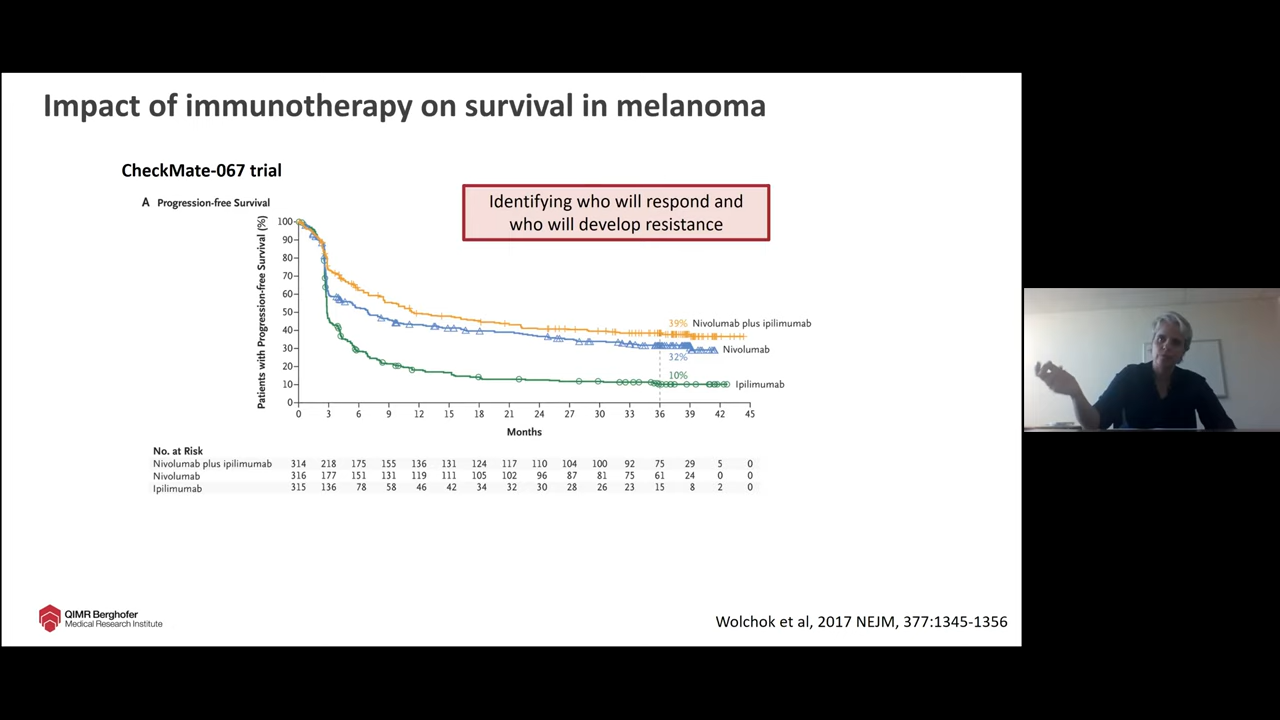 Impact of immunotherapy on survival in melanoma
CheckMate-067 trial
Identifying who will respond and
who will develop resistance
A Progression-free Survival
Patients with Progression-free Survival (%)
100
90
80
70
60
50
40
30
20
10
0
39% Nivolumab plus ipilimumab
Nivolumab
32%
10%
Ipilimumab
0 3 6 9 12 15 18 21 24 27 30 33 36 39 42 45
Months
No. at Risk
Nivolumab plus ipilimumab 314 218 175 155 136 131 124 117 110 104 100 92 75 29 5 0
Nivolumab 316 177 151 131 119 111 105 102 96 87 81 75 61 24 0 0
Ipilimumab 315 136 78 58 46 42 34 32 30 28 26 23 15 8 2 0
QIMR Berghofer
Medical Research Institute
Wolchok et al, 2017 NEJM, 377:1345-1356